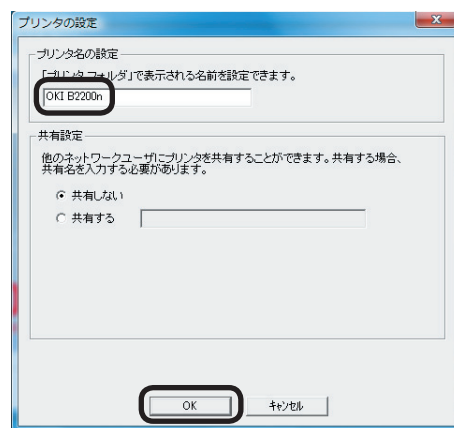 プリンタの設定
プリンタ名の設定
「プリンタ フォルダ」で表示される名前を設定できます。
OKI B2200n
共有設定
他のネットワークユーザにプリンタを共有することができます。共有する場合、
共有名を入力する必要があります。
共有しない
共有する
OK キャンセル